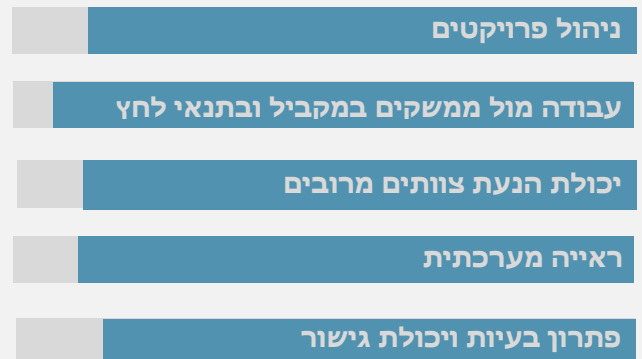 ניהול פרויקטים
עבודה מול ממשקים במקביל ובתנאי לחץ
יכולת הנעת צוותים מרובים
ראייה מערכתית
פתרון בעיות ויכולת גישור